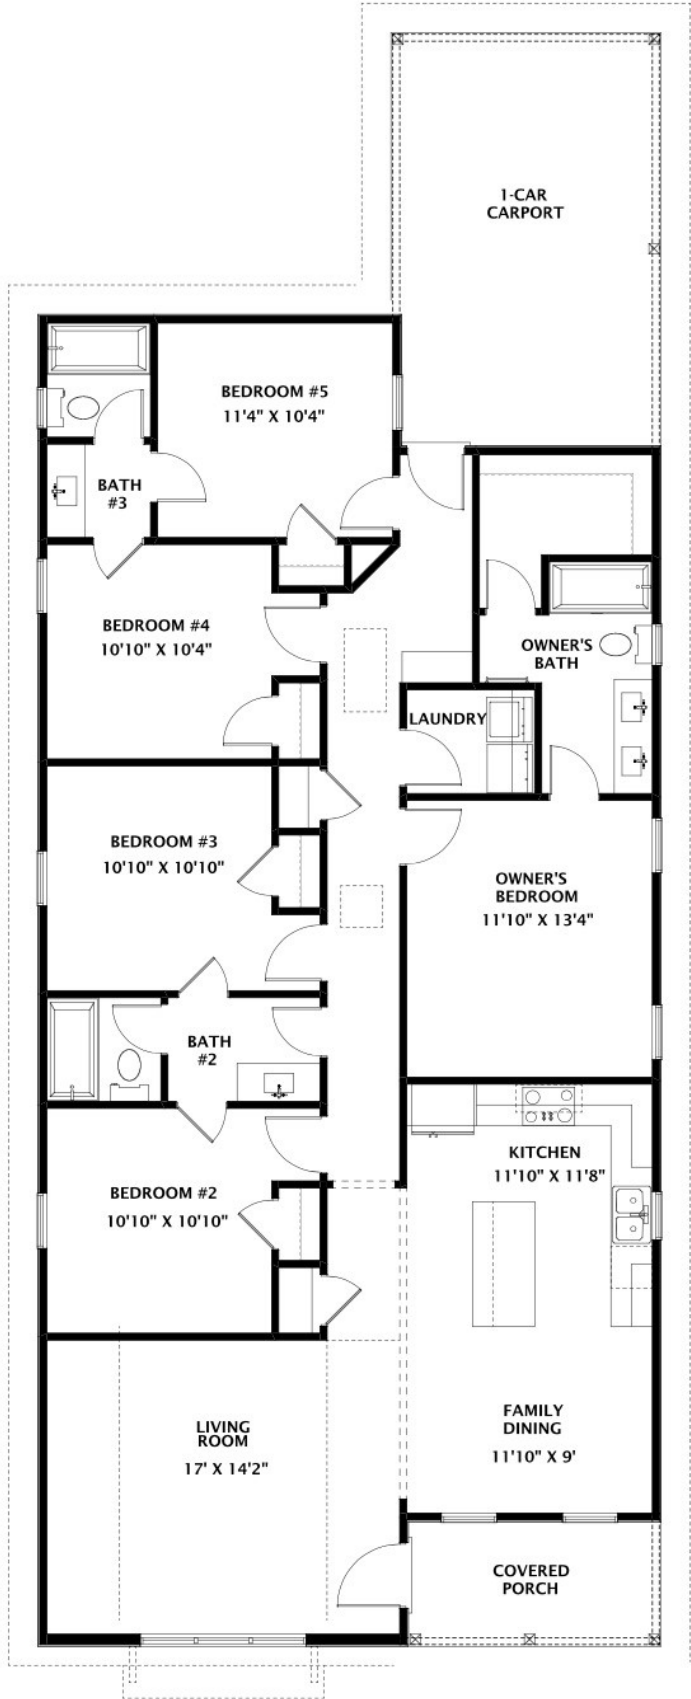 1-CAR
CARPORT
BEDROOM #5
11'4" X 10'4"
BATH
#3
BEDROOM #4
10'10" X 10'4"
OWNER'S
BATH
LAUNDRY
BEDROOM #3
10'10" X 10'10"
OWNER'S
BEDROOM
11'10" X 13'4"
BATH
#2
KITCHEN
11'10" X 11'8"
BEDROOM #2
10'10" X 10'10"
FAMILY
DINING
11'10" X 9'
LIVING
ROOM
17' X 14'2"
COVERED
PORCH